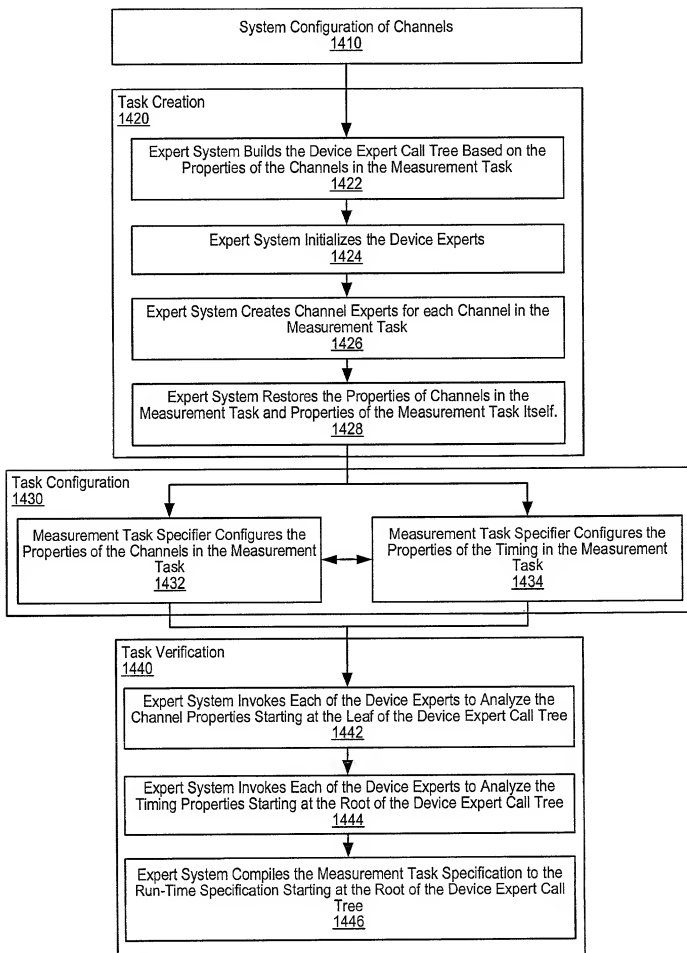 System Configuration of Channels
1410
Task Creation
1420
Expert System Builds the Device Expert Call Tree Based on the
Properties of the Channels in the Measurement Task
1422
Expert System Initializes the Device Experts
1424
Expert System Creates Channel Experts for each Channel in the
Measurement Task
1426
Expert System Restores the Properties of Channels in the
Measurement Task and Properties of the Measurement Task Itself.
1428
Task Configuration
1430
Measurement Task Specifier Configures the
Properties of the Channels in the Measurement
Task
1432
Measurement Task Specifier Configures the
Properties of the Timing in the Measurement
Task
1434
Task Verification
1440
Expert System Invokes Each of the Device Experts to Analyze the
Channel Properties Starting at the Leaf of the Device Expert Call Tree
1442
Expert System Invokes Each of the Device Experts to Analyze the
Timing Properties Starting at the Root of the Device Expert Call Tree
1444
Expert System Compiles the Measurement Task Specification to the
Run-Time Specification Starting at the Root of the Device Expert Call
Tree
1446